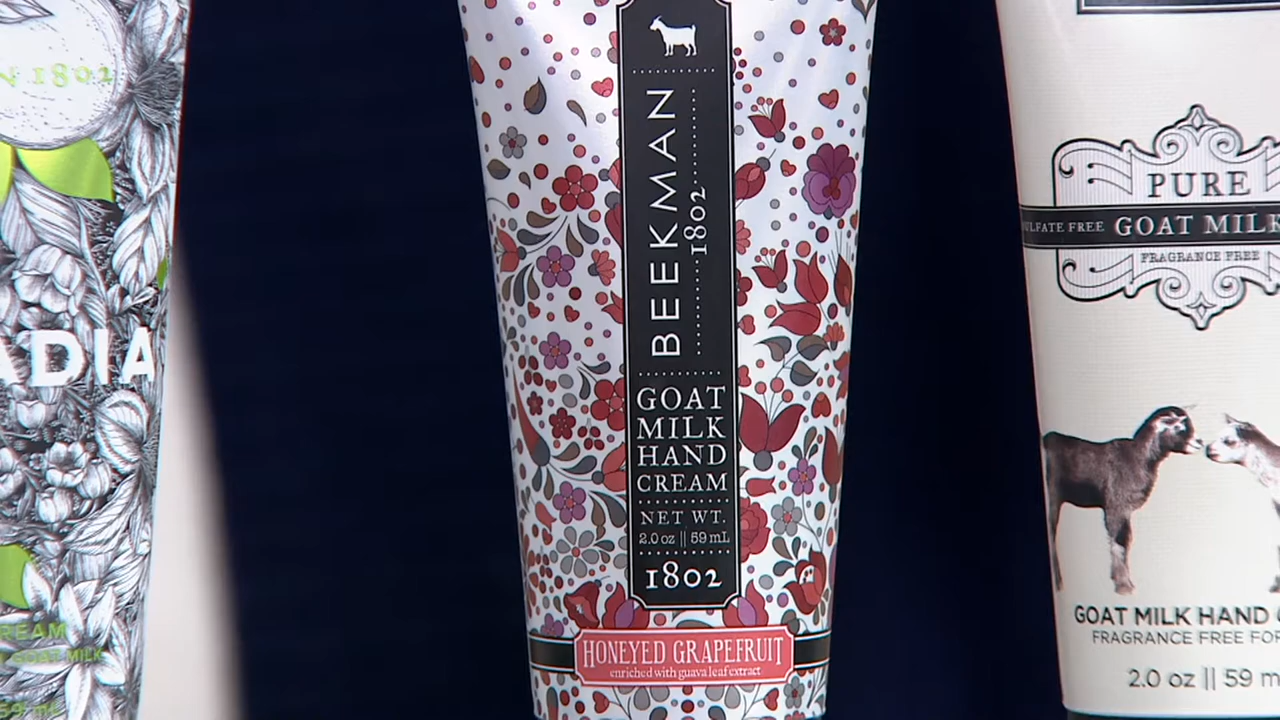 1802
ADIA
REAM
GOAT MILK
BEEKMAN
1802
GOAT
MILK
HAND
CREAM
NET WT.
2.0 oz || 59 mL
1802
HONEYED GRAPEFRUIT
enriched with guava leaf extract
PURE
ULFATE FREE GOAT MILK
FRAGRANCE FREE
GOAT MILK HAND
FRAGRANCE FREE FOR
2.0 oz || 59 m